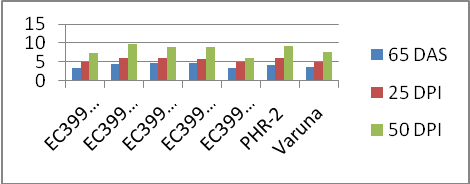 15
10
5
0
EC399...
EC399...
EC399...
EC399...
EC399...
PHR-2
Varuna
65 DAS
25 DPI
50 DPI